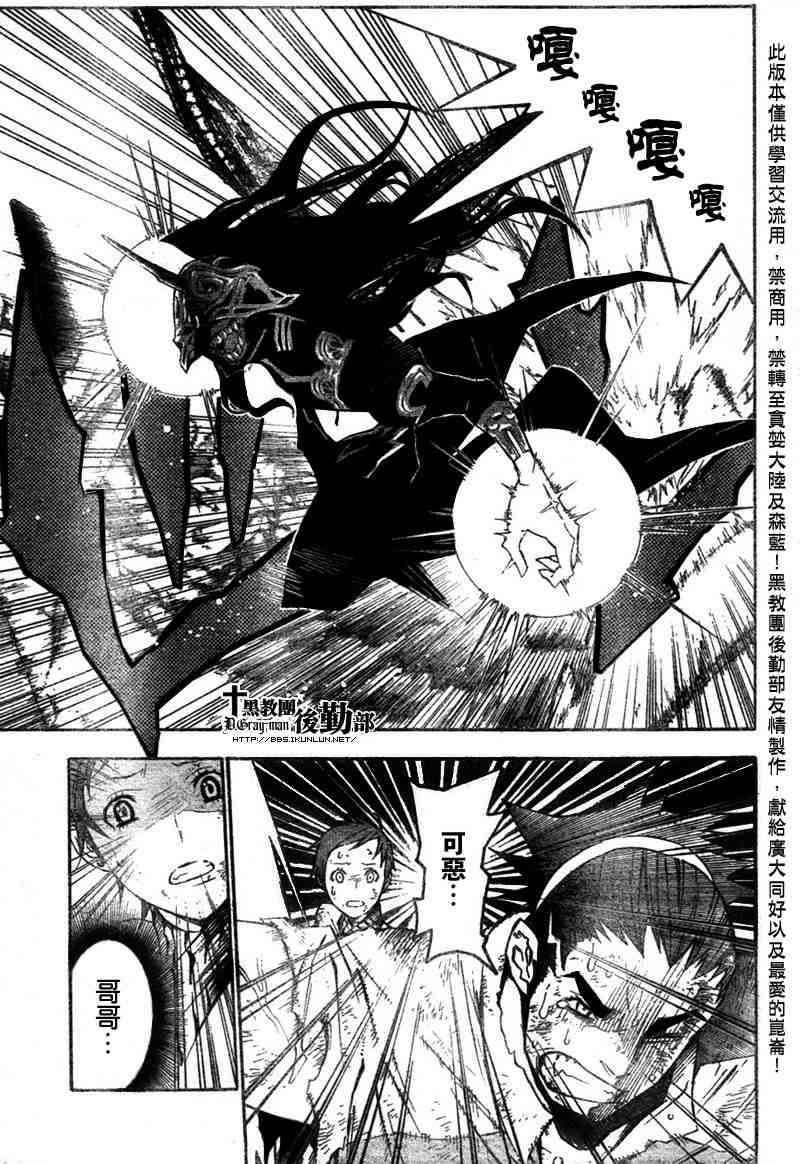 嘎
嘎
嘎
嘎
此版本僅供學習交流用，禁商用，禁轉至貪婪大陸及森藍！黑教團後勤部友情製作，獻給廣大同好以及最愛的崑崙！
黑教團
D.Gray-man 後勤部
HTTP://BBS.IKUNLUN.NET/
可惡…
哥哥…